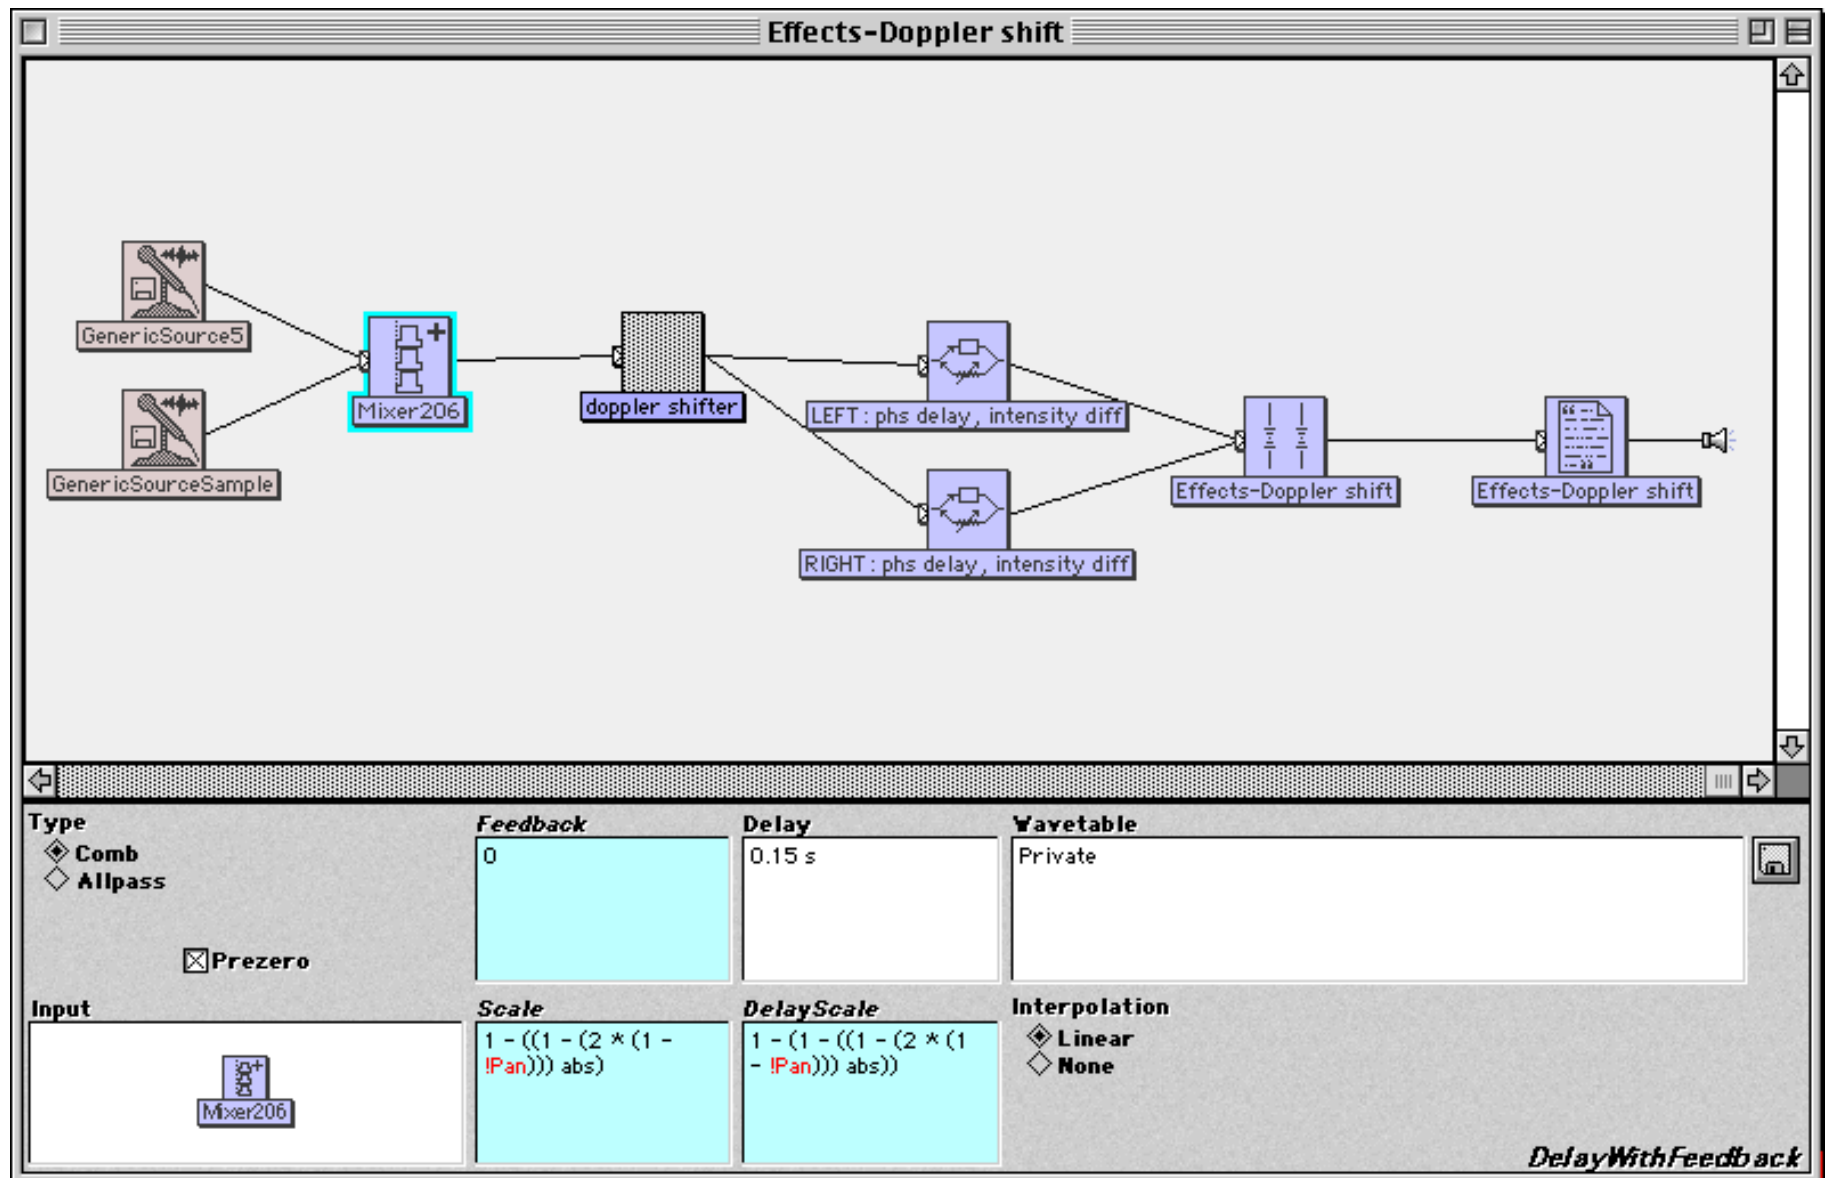 Effects-Doppler shift
GenericSource5
Mixer206
doppler shifter
LEFT: phs delay, intensity diff
GenericSourceSample
Effects-Doppler shift
Effects-Doppler shift
RIGHT: phs delay, intensity diff
Type
Comb
Allpass
Prezero
Feedback
0
Delay
0.15 s
Wavetable
Private
Input
Mixer206
Scale
1 - ((1 - (2 * (1 -
!Pan))) abs)
DelayScale
1 - (1 - ((1 - (2 * (1
- !Pan))) abs))
Interpolation
Linear
None
DelayWithFeedback